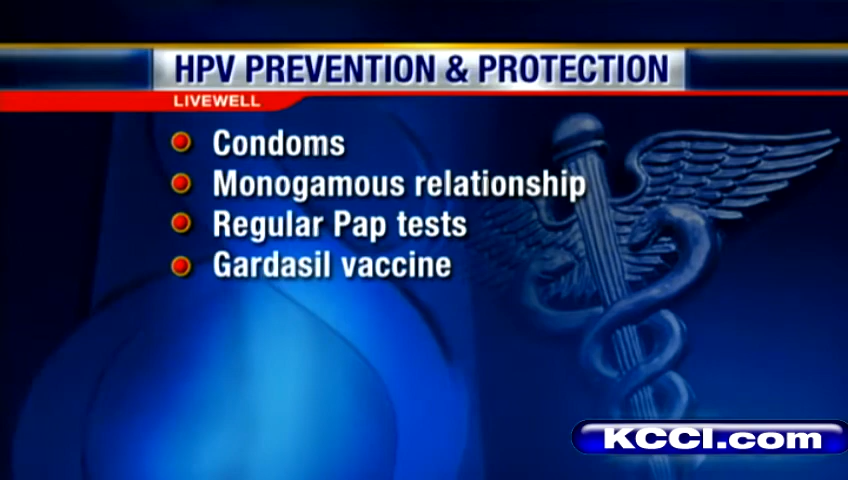 HPV PREVENTION & PROTECTION
LIVEWELL
Condoms
Monogamous relationship
Regular Pap tests
Gardasil vaccine
KCCI.com